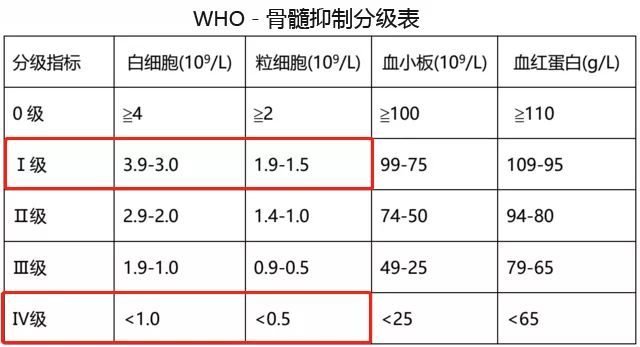 WHO - 骨髓抑制分级表
分级指标 白细胞(10⁹/L) 粒细胞(10⁹/L) 血小板(10⁹/L) 血红蛋白(g/L)
0 级 ≧4 ≧2 ≧100 ≧110
Ⅰ级 3.9-3.0 1.9-1.5 99-75 109-95
Ⅱ级 2.9-2.0 1.4-1.0 74-50 94-80
Ⅲ级 1.9-1.0 0.9-0.5 49-25 79-65
Ⅳ级 <1.0 <0.5 <25 <65